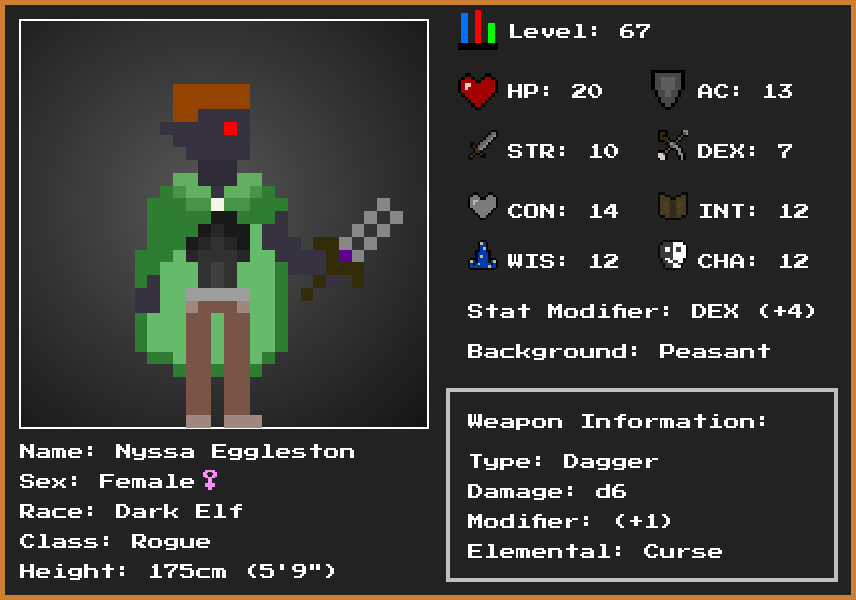 Level: 67
HP: 20
AC: 13
STR: 10
DEX: 7
CON: 14
INT: 12
WIS: 12
CHA: 12
Stat Modifier: DEX (+4)
Background: Peasant
Weapon Information:
Type: Dagger
Damage: d6
Modifier: (+1)
Elemental: Curse
Name: Nyssa Eggleston
Sex: Female♀
Race: Dark Elf
Class: Rogue
Height: 175cm (5'9")